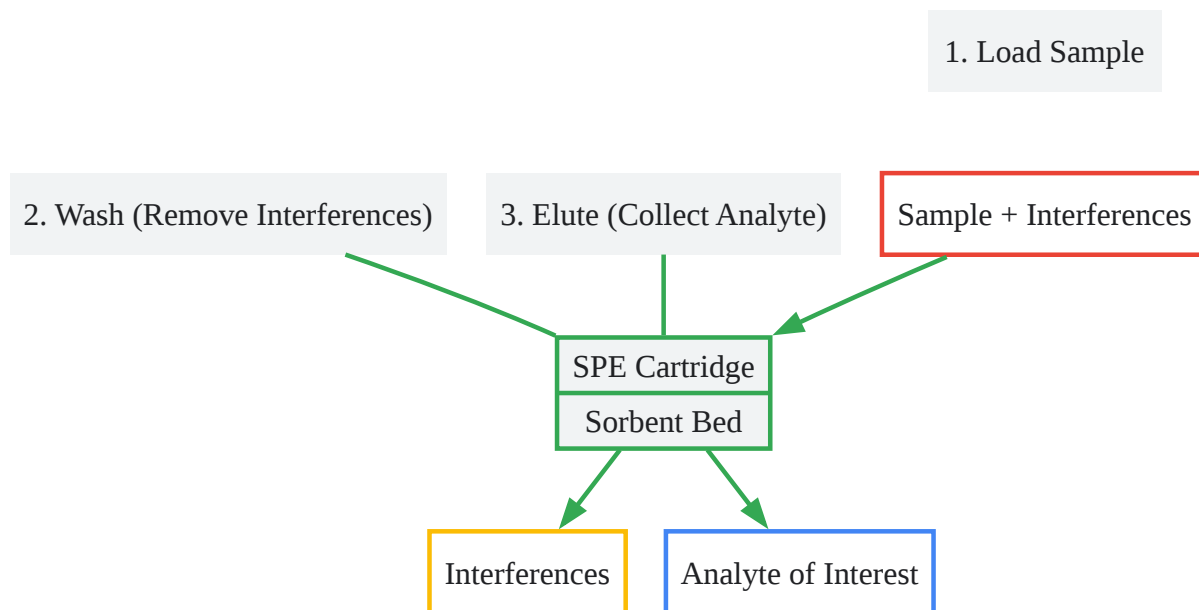 1. Load Sample
2. Wash (Remove Interferences)
3. Elute (Collect Analyte)
Sample + Interferences
SPE Cartridge
Sorbent Bed
Interferences
Analyte of Interest